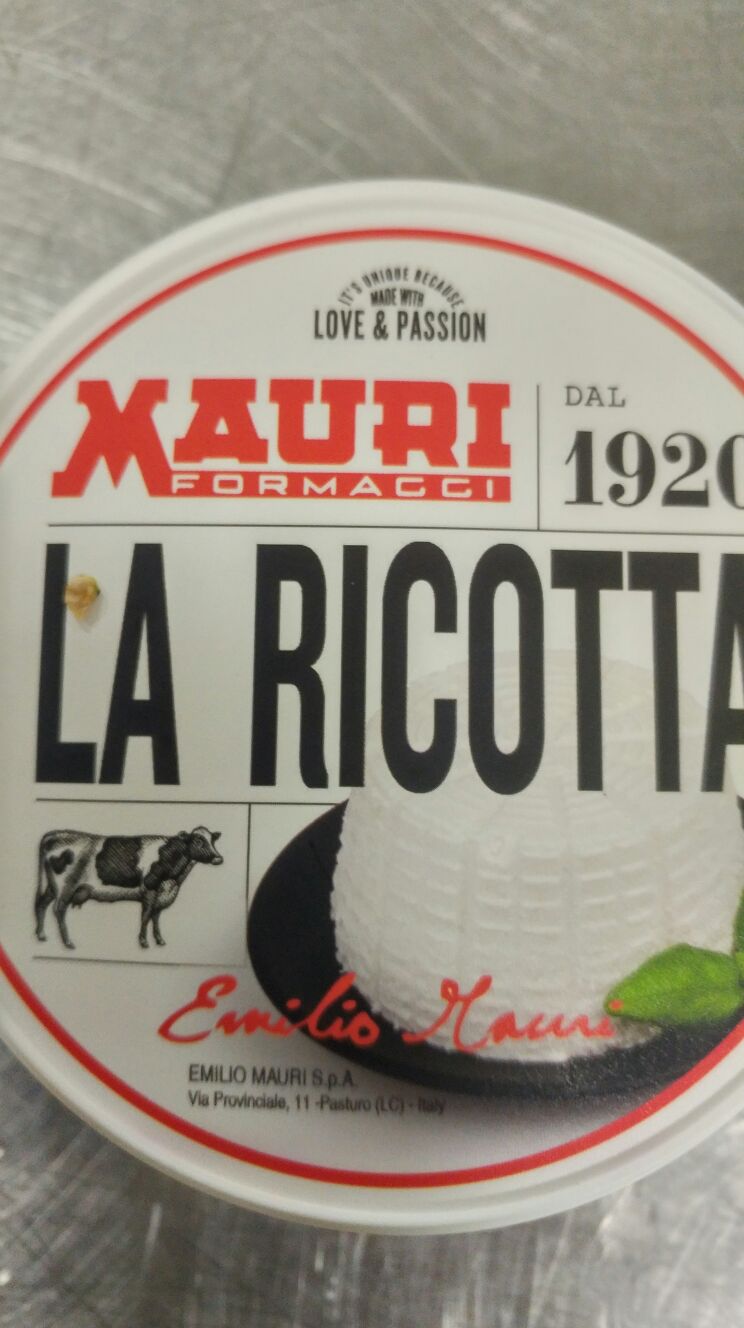 IT'S UNIQUE BECAUSE
MADE WITH
LOVE & PASSION
MAURI
FORMAGGI
DAL
1920
LA RICOTTA
Emilio Mauri
EMILIO MAURI S.p.A.
Via Provinciale, 11 -Pasturo (LC) - Italy